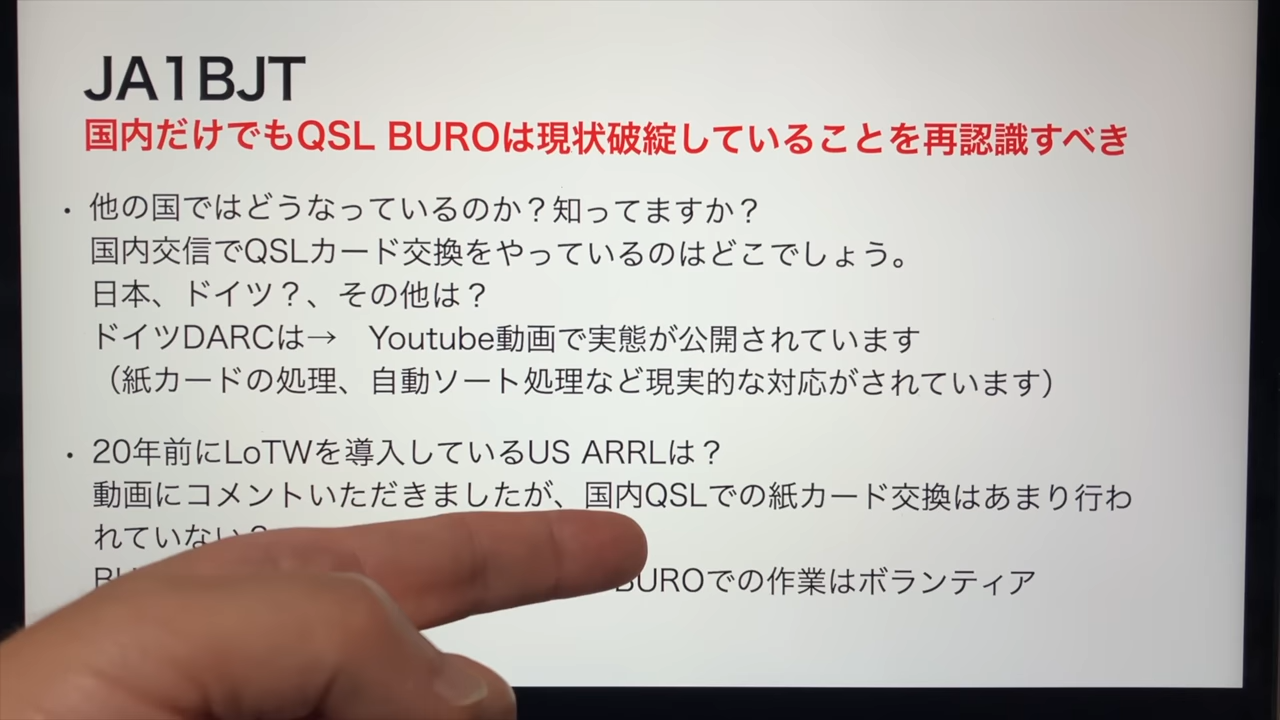 JA1BJT
国内だけでもQSL BUROは現状破綻していることを再認識すべき
・他の国ではどうなっているのか？知ってますか？
国内交信でQSLカード交換をやっているのはどこでしょう。
日本、ドイツ？、その他は？
ドイツDARCは→　Youtube動画で実態が公開されています
（紙カードの処理、自動ソート処理など現実的な対応がされています）
・20年前にLoTWを導入しているUS ARRLは？
動画にコメントいただきましたが、国内QSLでの紙カード交換はあまり行わ
れていない？
BUROでの作業はボランティア